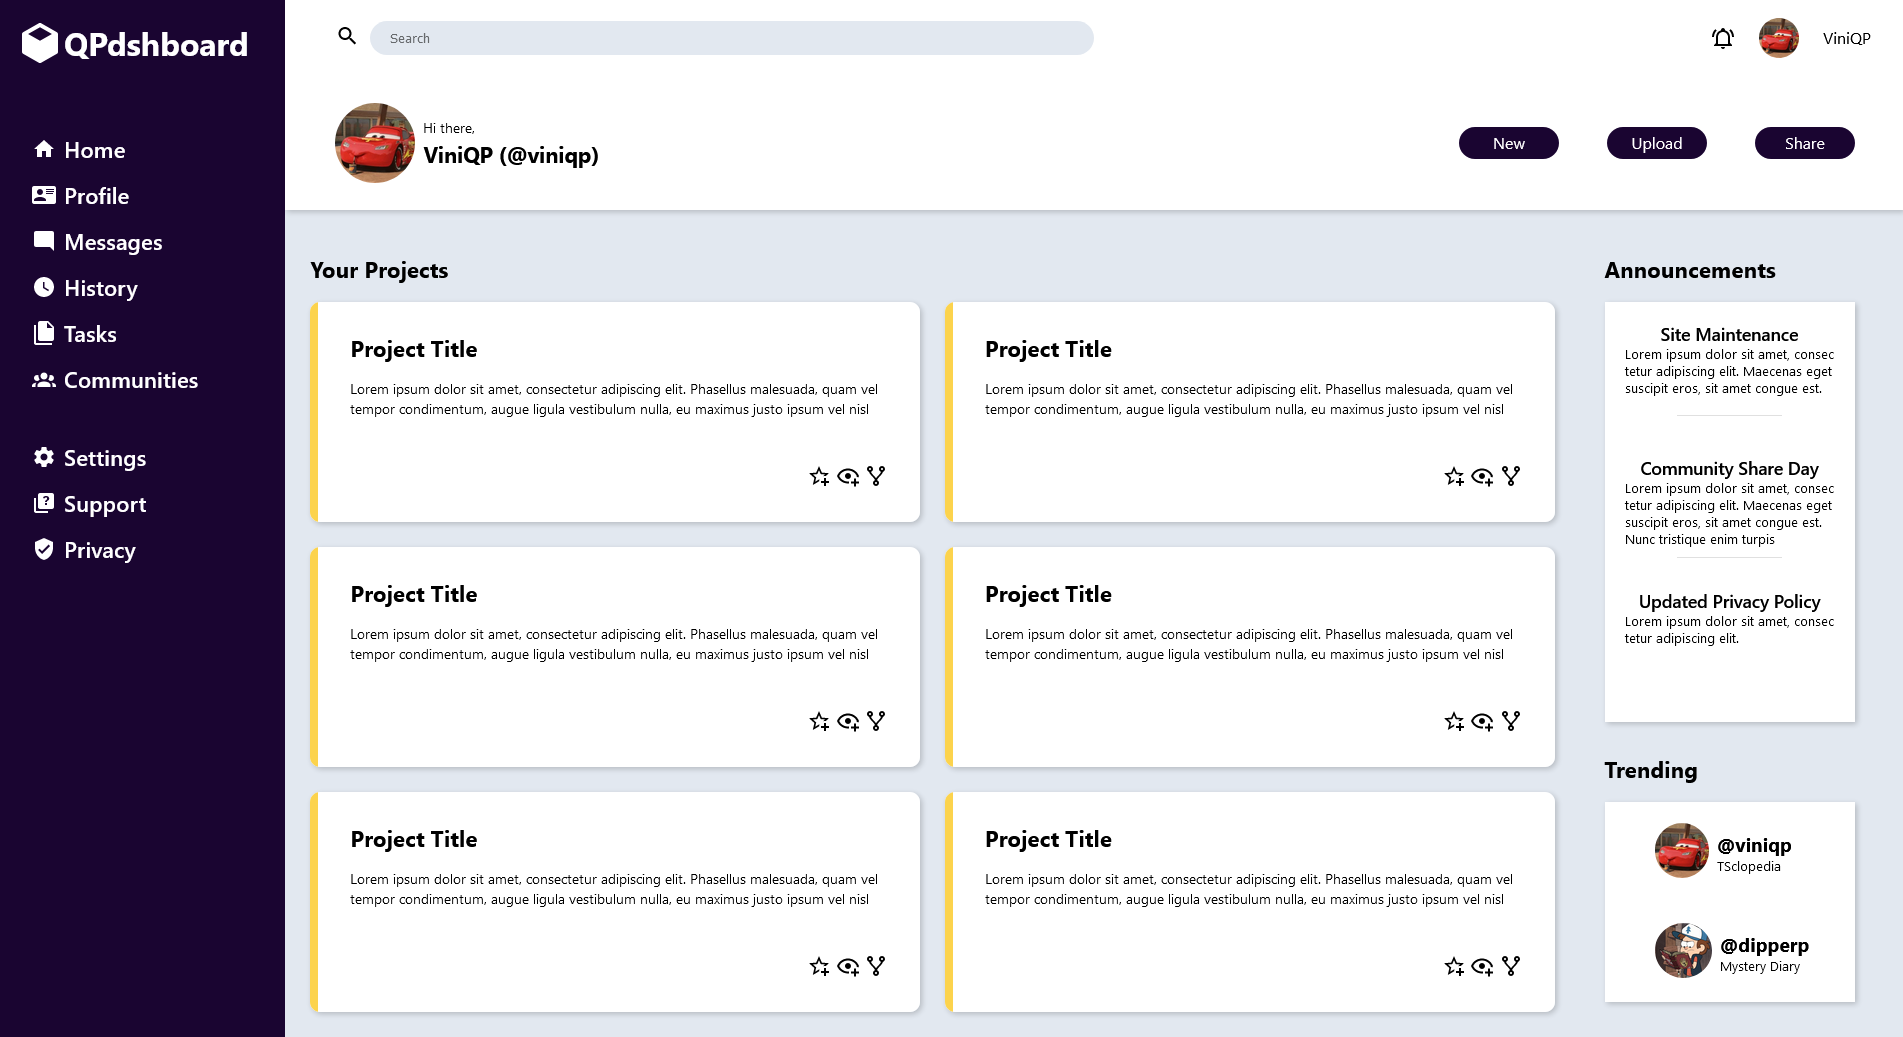 QPdshboard
Home
Profile
Messages
History
Tasks
Communities
Settings
Support
Privacy
Search
ViniQP
Hi there,
ViniQP (@viniqp)
New
Upload
Share
Your Projects
Project Title
Lorem ipsum dolor sit amet, consectetur adipiscing elit. Phasellus malesuada, quam vel
tempor condimentum, augue ligula vestibulum nulla, eu maximus justo ipsum vel nisl
Project Title
Lorem ipsum dolor sit amet, consectetur adipiscing elit. Phasellus malesuada, quam vel
tempor condimentum, augue ligula vestibulum nulla, eu maximus justo ipsum vel nisl
Project Title
Lorem ipsum dolor sit amet, consectetur adipiscing elit. Phasellus malesuada, quam vel
tempor condimentum, augue ligula vestibulum nulla, eu maximus justo ipsum vel nisl
Project Title
Lorem ipsum dolor sit amet, consectetur adipiscing elit. Phasellus malesuada, quam vel
tempor condimentum, augue ligula vestibulum nulla, eu maximus justo ipsum vel nisl
Project Title
Lorem ipsum dolor sit amet, consectetur adipiscing elit. Phasellus malesuada, quam vel
tempor condimentum, augue ligula vestibulum nulla, eu maximus justo ipsum vel nisl
Project Title
Lorem ipsum dolor sit amet, consectetur adipiscing elit. Phasellus malesuada, quam vel
tempor condimentum, augue ligula vestibulum nulla, eu maximus justo ipsum vel nisl
Announcements
Site Maintenance
Lorem ipsum dolor sit amet, consec
tetur adipiscing elit. Maecenas eget
suscipit eros, sit amet congue est.
Community Share Day
Lorem ipsum dolor sit amet, consec
tetur adipiscing elit. Maecenas eget
suscipit eros, sit amet congue est.
Nunc tristique enim turpis
Updated Privacy Policy
Lorem ipsum dolor sit amet, consec
tetur adipiscing elit.
Trending
@viniqp
TSclopedia
@dipperp
Mystery Diary